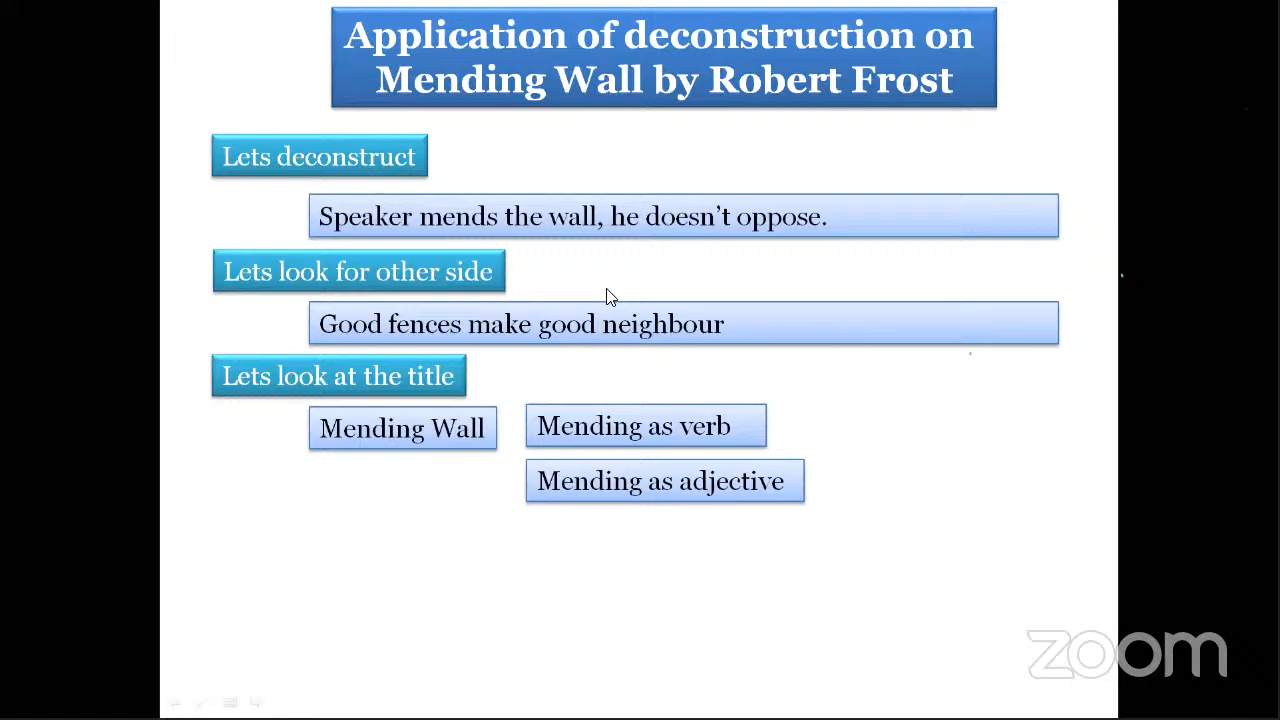 Application of deconstruction on
Mending Wall by Robert Frost
Lets deconstruct
Speaker mends the wall, he doesn’t oppose.
Lets look for other side
Good fences make good neighbour
Lets look at the title
Mending Wall
Mending as verb
Mending as adjective
zoom